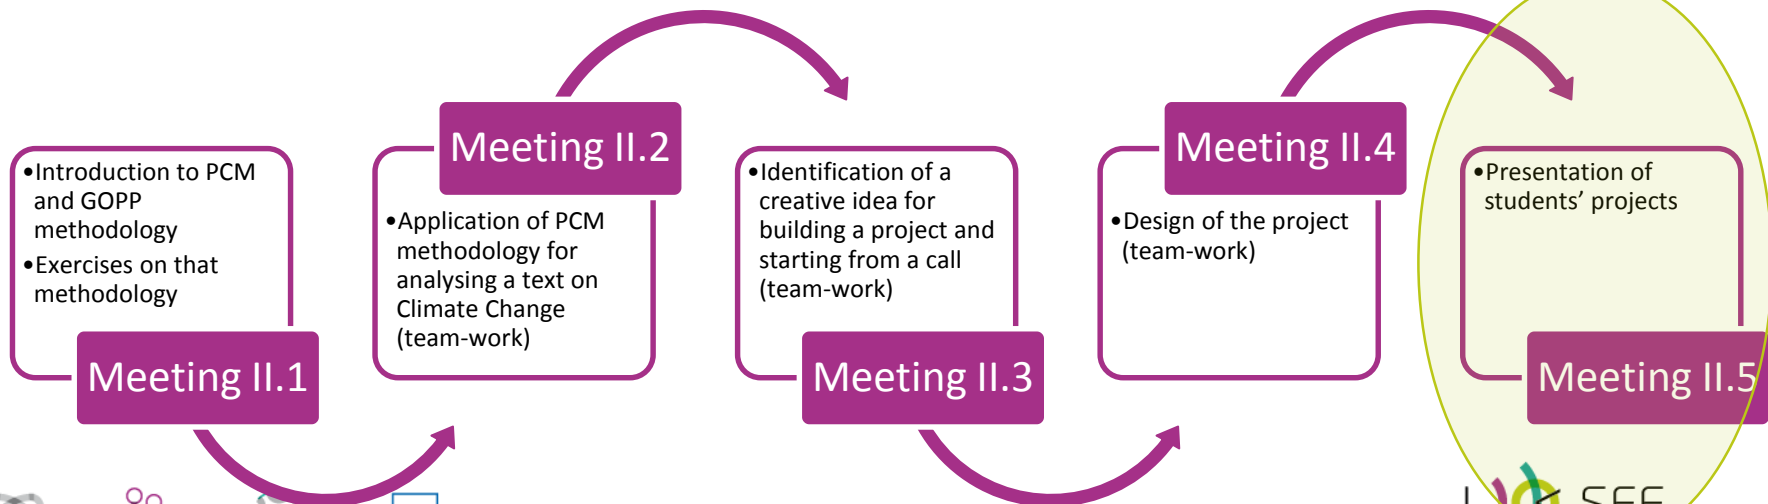 •Introduction to PCM
and GOPP
methodology
•Exercises on that
methodology
Meeting II.1
Meeting II.2
•Application of PCM
methodology for
analysing a text on
Climate Change
(team-work)
•Identification of a
creative idea for
building a project and
starting from a call
(team-work)
Meeting II.3
Meeting II.4
•Design of the project
(team-work)
•Presentation of
students’ projects
Meeting II.5